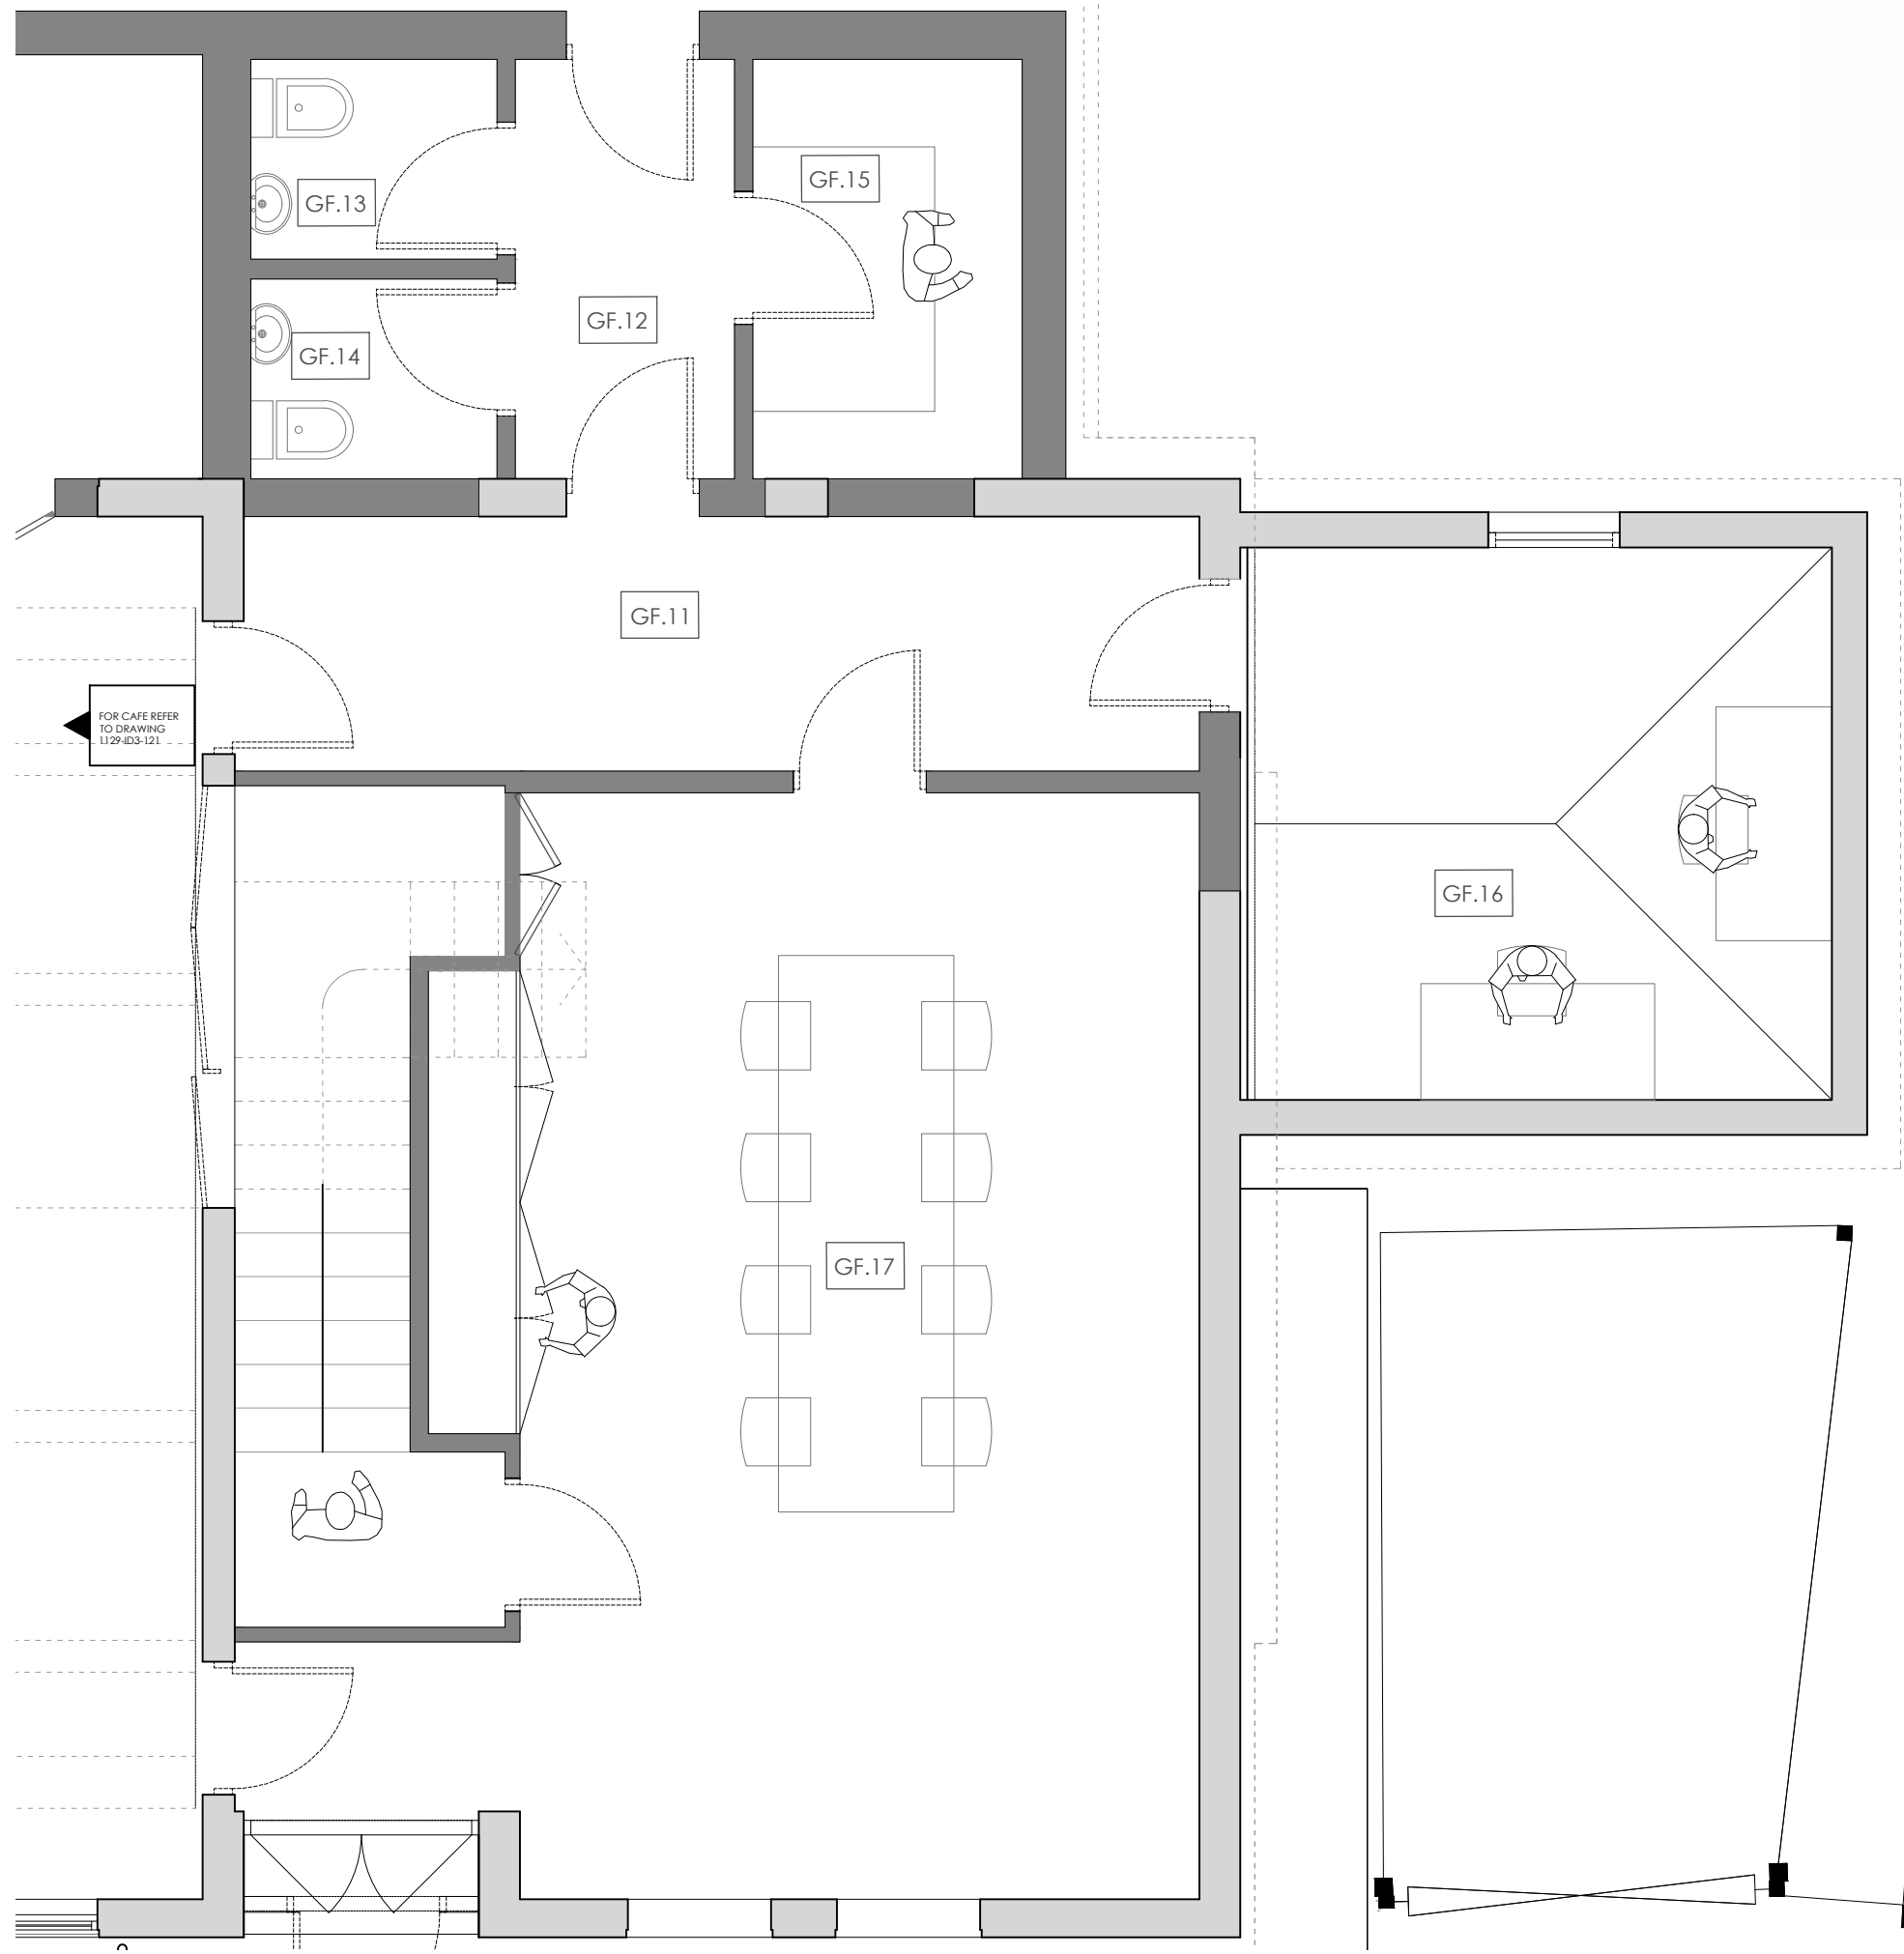 GF.15
GF.13
GF.12
GF.14
GF.11
FOR CAFE REFER
TO DRAWING
1129-ID3-121
GF.16
GF.17